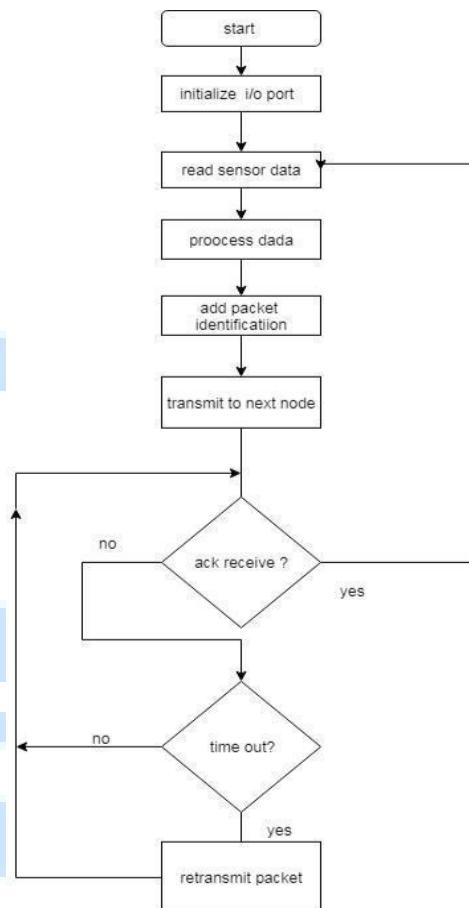 start
initialize i/o port
read sensor data
proocess dada
add packet
identificatiion
transmit to next node
no
ack receive ?
yes
no
time out?
yes
retransmit packet